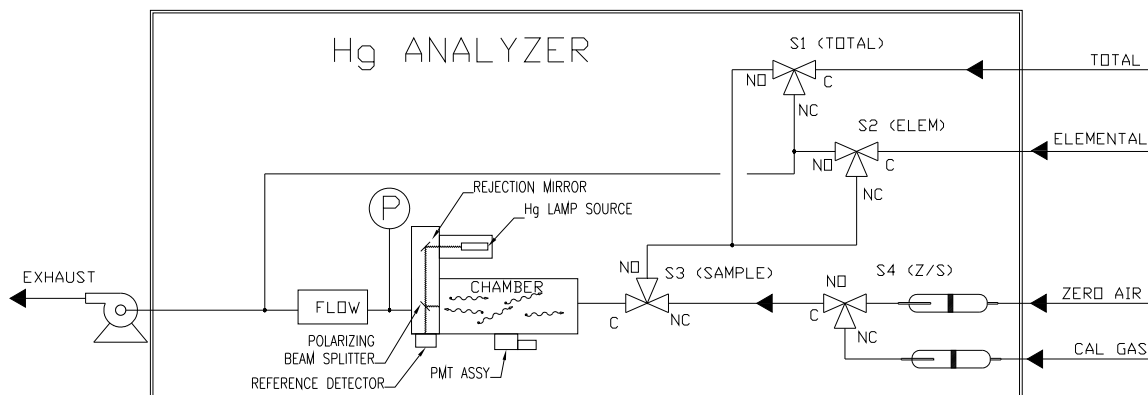 Hg ANALYZER
S1 (TOTAL)
NO
C
NC
TOTAL
S2 (ELEM)
NO
C
NC
ELEMENTAL
REJECTION MIRROR
Hg LAMP SOURCE
P
EXHAUST
FLOW
CHAMBER
NO
S3 (SAMPLE)
C
NC
NO
S4 (Z/S)
C
NC
ZERO AIR
CAL GAS
POLARIZING
BEAM SPLITTER
REFERENCE DETECTOR
PMT ASSY